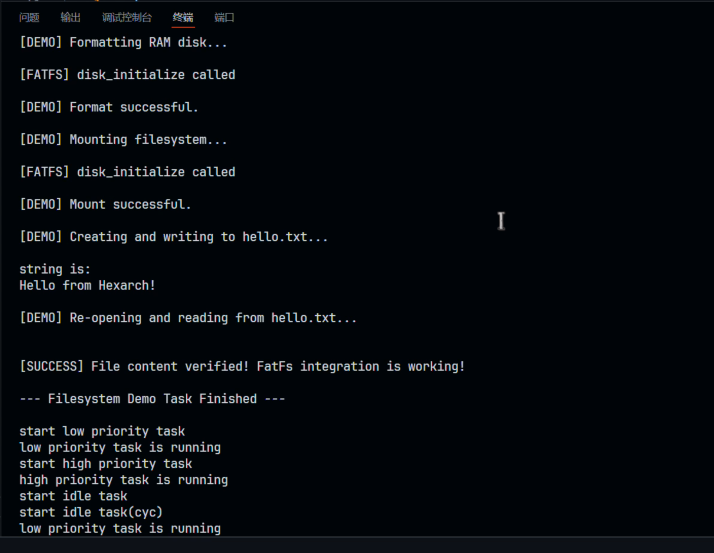 问题 输出 调试控制台 终端 端口
[DEMO] Formatting RAM disk...
[FATFS] disk_initialize called
[DEMO] Format successful.
[DEMO] Mounting filesystem...
[FATFS] disk_initialize called
[DEMO] Mount successful.
[DEMO] Creating and writing to hello.txt...
string is:
Hello from Hexarch!
[DEMO] Re-opening and reading from hello.txt...
[SUCCESS] File content verified! FatFs integration is working!
--- Filesystem Demo Task Finished ---
start low priority task
low priority task is running
start high priority task
high priority task is running
start idle task
start idle task(cyc)
low priority task is running